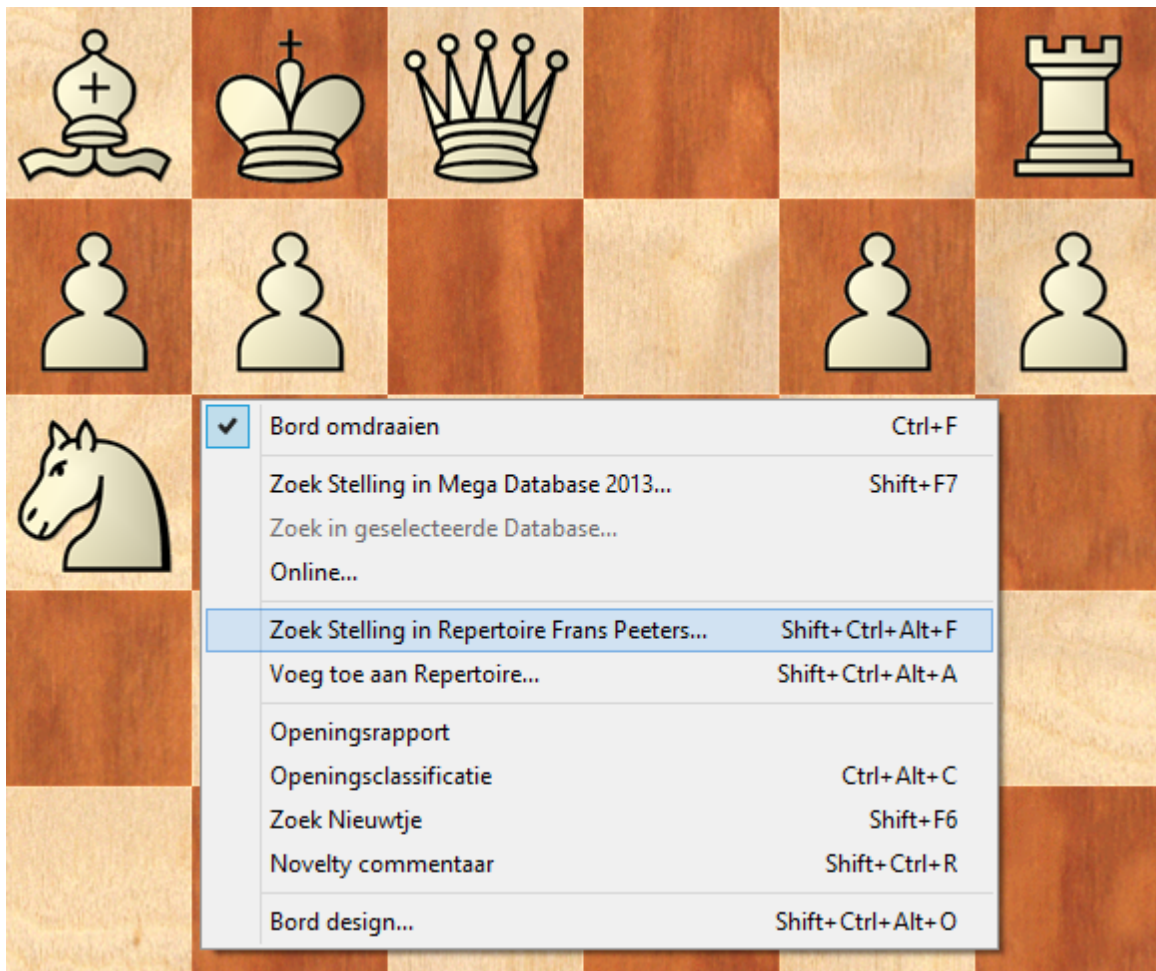 Bord omdraaien Ctrl+F
Zoek Stelling in Mega Database 2013... Shift+F7
Zoek in geselecteerde Database...
Online...
Zoek Stelling in Repertoire Frans Peeters... Shift+Ctrl+Alt+F
Voeg toe aan Repertoire... Shift+Ctrl+Alt+A
Openingsrapport
Openingsclassificatie Ctrl+Alt+C
Zoek Nieuwtje Shift+F6
Novelty commentaar Shift+Ctrl+R
Bord design... Shift+Ctrl+Alt+O